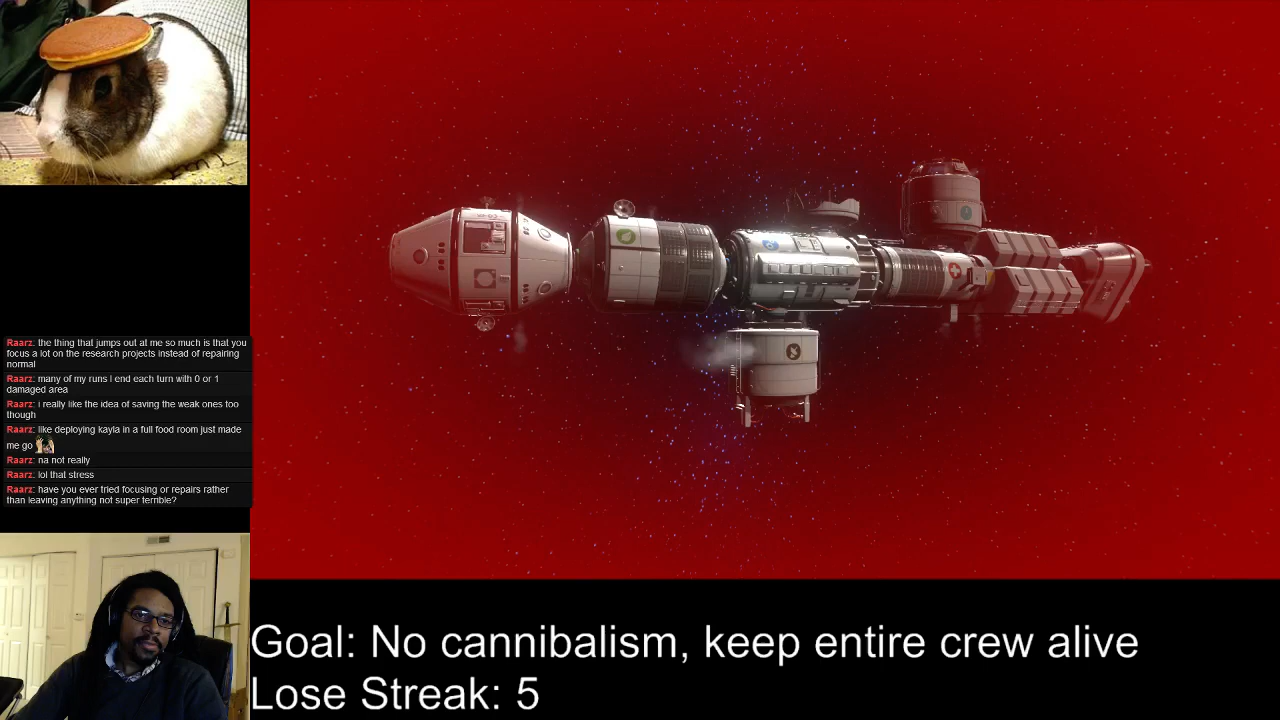 Raarz: the thing that jumps out at me so much is that you
focus a lot on the research projects instead of repairing
normal
Raarz: many of my runs I end each turn with 0 or 1
damaged area
Raarz: i really like the idea of saving the weak ones too
though
Raarz: like deploying kayla in a full food room just made
me go
Raarz: na not really
Raarz: lol that stress
Raarz: have you ever tried focusing or repairs rather
than leaving anything not super terrible?
Goal: No cannibalism, keep entire crew alive
Lose Streak: 5